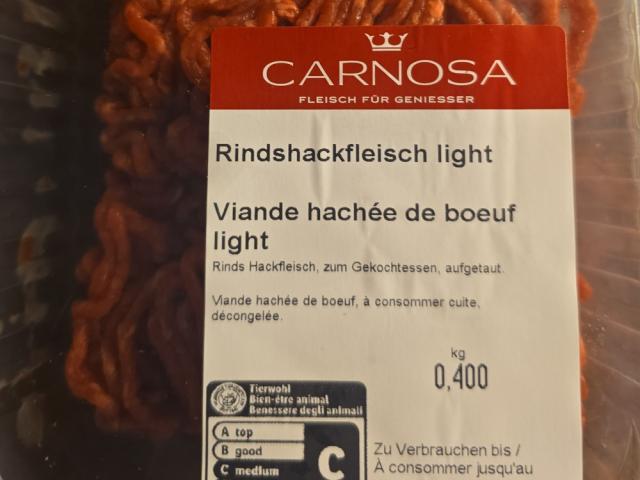 CARNOSA
FLEISCH FÜR GENIESSER
Rindshackfleisch light
Viande hachée de boeuf
light
Rinds Hackfleisch, zum Gekochtessen, aufgetaut.
Viande hachée de boeuf, à consommer cuite,
décongelée.
kg
0,400
Tierwohl
Bien-être animal
Benessere degli animali
A top
B good
C medium
C
Zu Verbrauchen bis /
À consommer jusqu'au